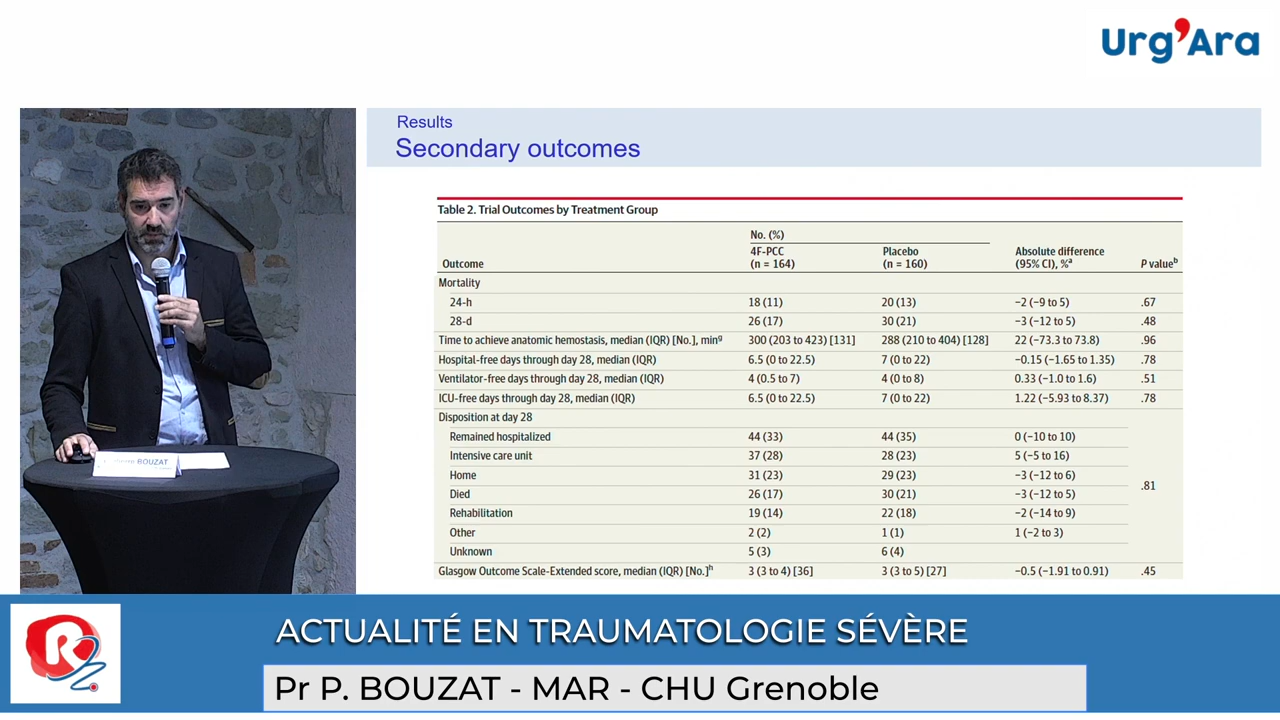 Urg'Ara
Results
Secondary outcomes
Table 2. Trial Outcomes by Treatment Group
No. (%)
Outcome 4F-PCC (n = 164) Placebo (n = 160) Absolute difference (95% CI), %a P valueb
Mortality
24-h 18 (11) 20 (13) −2 (−9 to 5) .67
28-d 26 (17) 30 (21) −3 (−12 to 5) .48
Time to achieve anatomic hemostasis, median (IQR) [No.], ming 300 (203 to 423) [131] 288 (210 to 404) [128] 22 (−73.3 to 73.8) .96
Hospital-free days through day 28, median (IQR) 6.5 (0 to 22.5) 7 (0 to 22) −0.15 (−1.65 to 1.35) .78
Ventilator-free days through day 28, median (IQR) 4 (0.5 to 7) 4 (0 to 8) 0.33 (−1.0 to 1.6) .51
ICU-free days through day 28, median (IQR) 6.5 (0 to 22.5) 7 (0 to 22) 1.22 (−5.93 to 8.37) .78
Disposition at day 28
Remained hospitalized 44 (33) 44 (35) 0 (−10 to 10)
Intensive care unit 37 (28) 28 (23) 5 (−5 to 16)
Home 31 (23) 29 (23) −3 (−12 to 6)
.81
Died 26 (17) 30 (21) −3 (−12 to 5)
Rehabilitation 19 (14) 22 (18) −2 (−14 to 9)
Other 2 (2) 1 (1) 1 (−2 to 3)
Unknown 5 (3) 6 (4)
Glasgow Outcome Scale-Extended score, median (IQR) [No.]h 3 (3 to 4) [36] 3 (3 to 5) [27] −0.5 (−1.91 to 0.91) .45
BOUZAT
R
ACTUALITÉ EN TRAUMATOLOGIE SÉVÈRE
Pr P. BOUZAT - MAR - CHU Grenoble